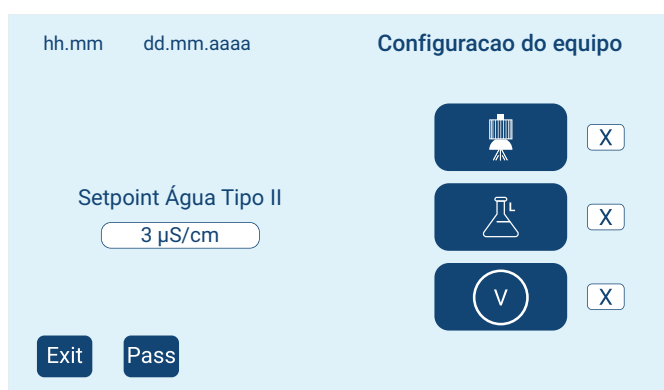 hh.mm dd.mm.aaaa
Configuracao do equipo
X
Setpoint Água Tipo II
3 µS/cm
L
X
V
X
Exit Pass